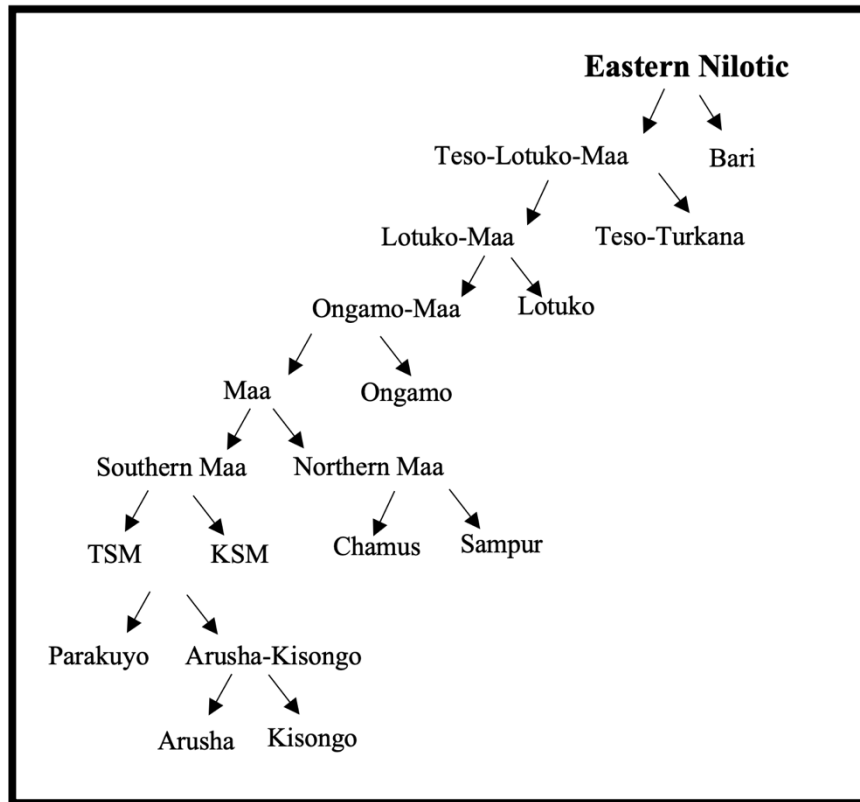 Eastern Nilotic
Teso-Lotuko-Maa Bari
Lotuko-Maa Teso-Turkana
Ongamo-Maa Lotuko
Maa Ongamo
Southern Maa Northern Maa
TSM KSM Chamus Sampur
Parakuyo Arusha-Kisongo
Arusha Kisongo